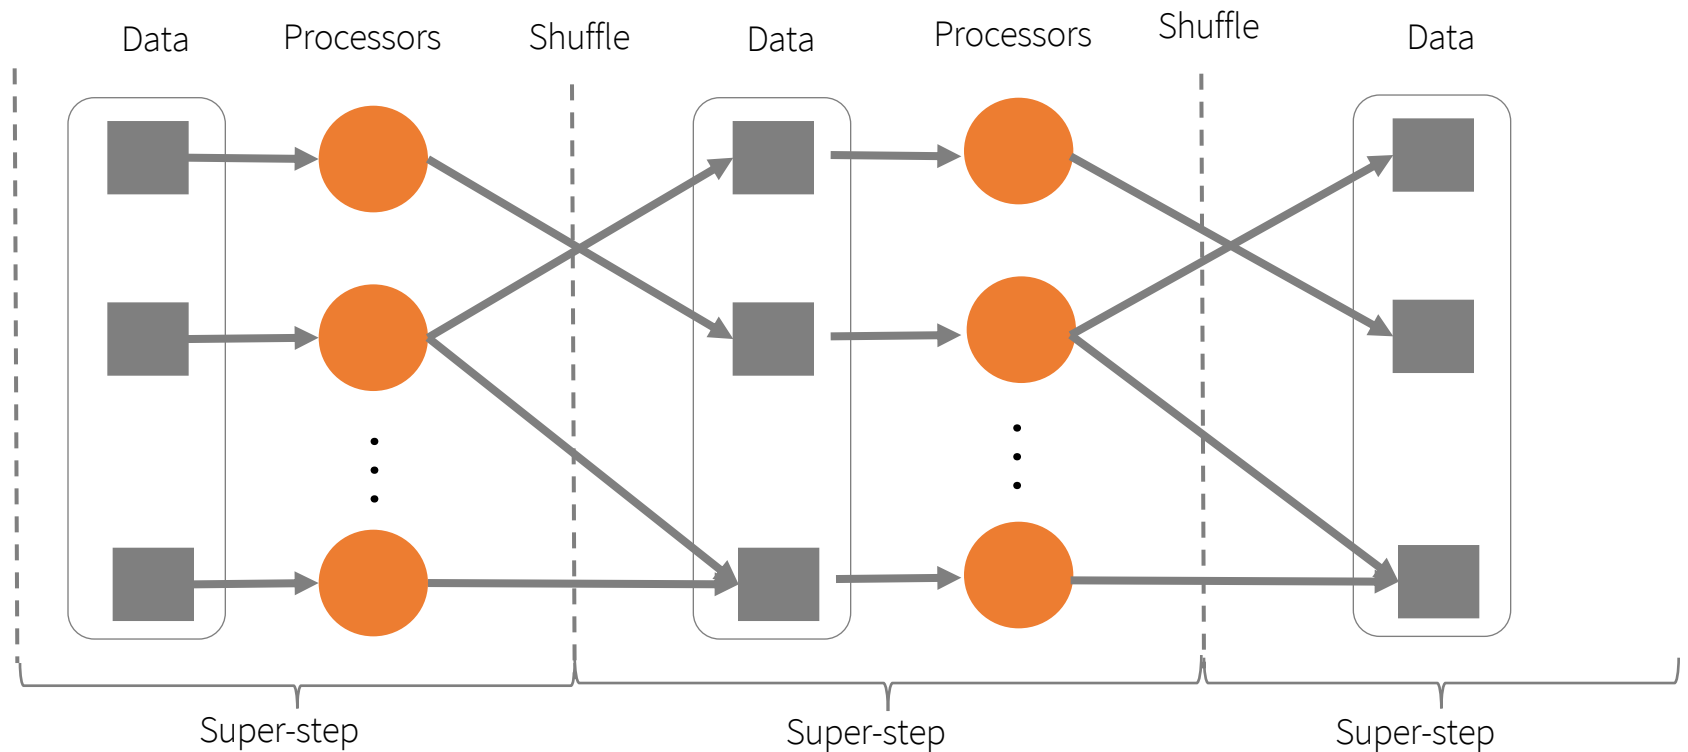 Data
Processors
Shuffle
Data
Processors
Shuffle
Data
Super-step
Super-step
Super-step